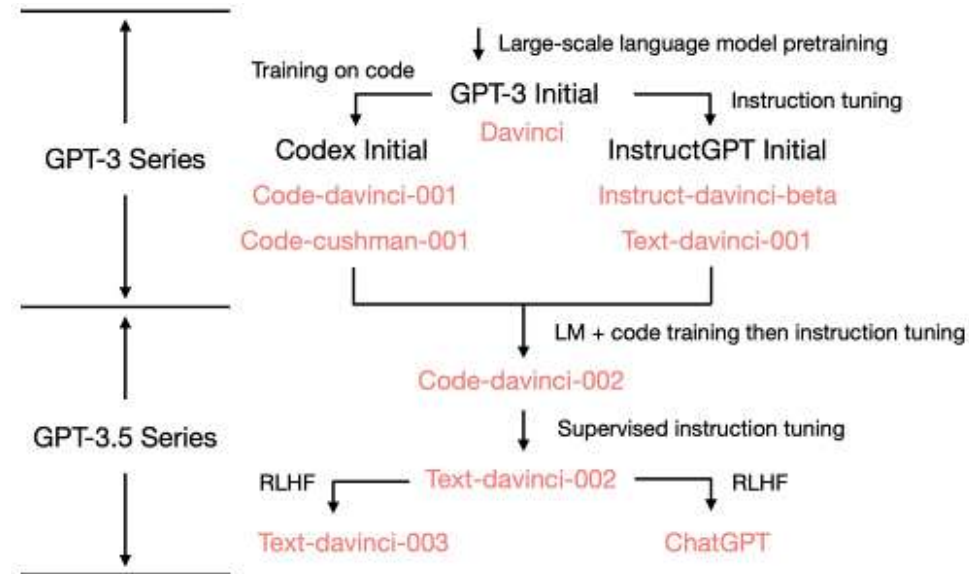 Large-scale language model pretraining
Training on code
GPT-3 Initial
Instruction tuning
Davinci
Codex Initial
InstructGPT Initial
GPT-3 Series
Code-davinci-001
Instruct-davinci-beta
Code-cushman-001
Text-davinci-001
LM + code training then instruction tuning
Code-davinci-002
GPT-3.5 Series
Supervised instruction tuning
RLHF
Text-davinci-002
RLHF
Text-davinci-003
ChatGPT